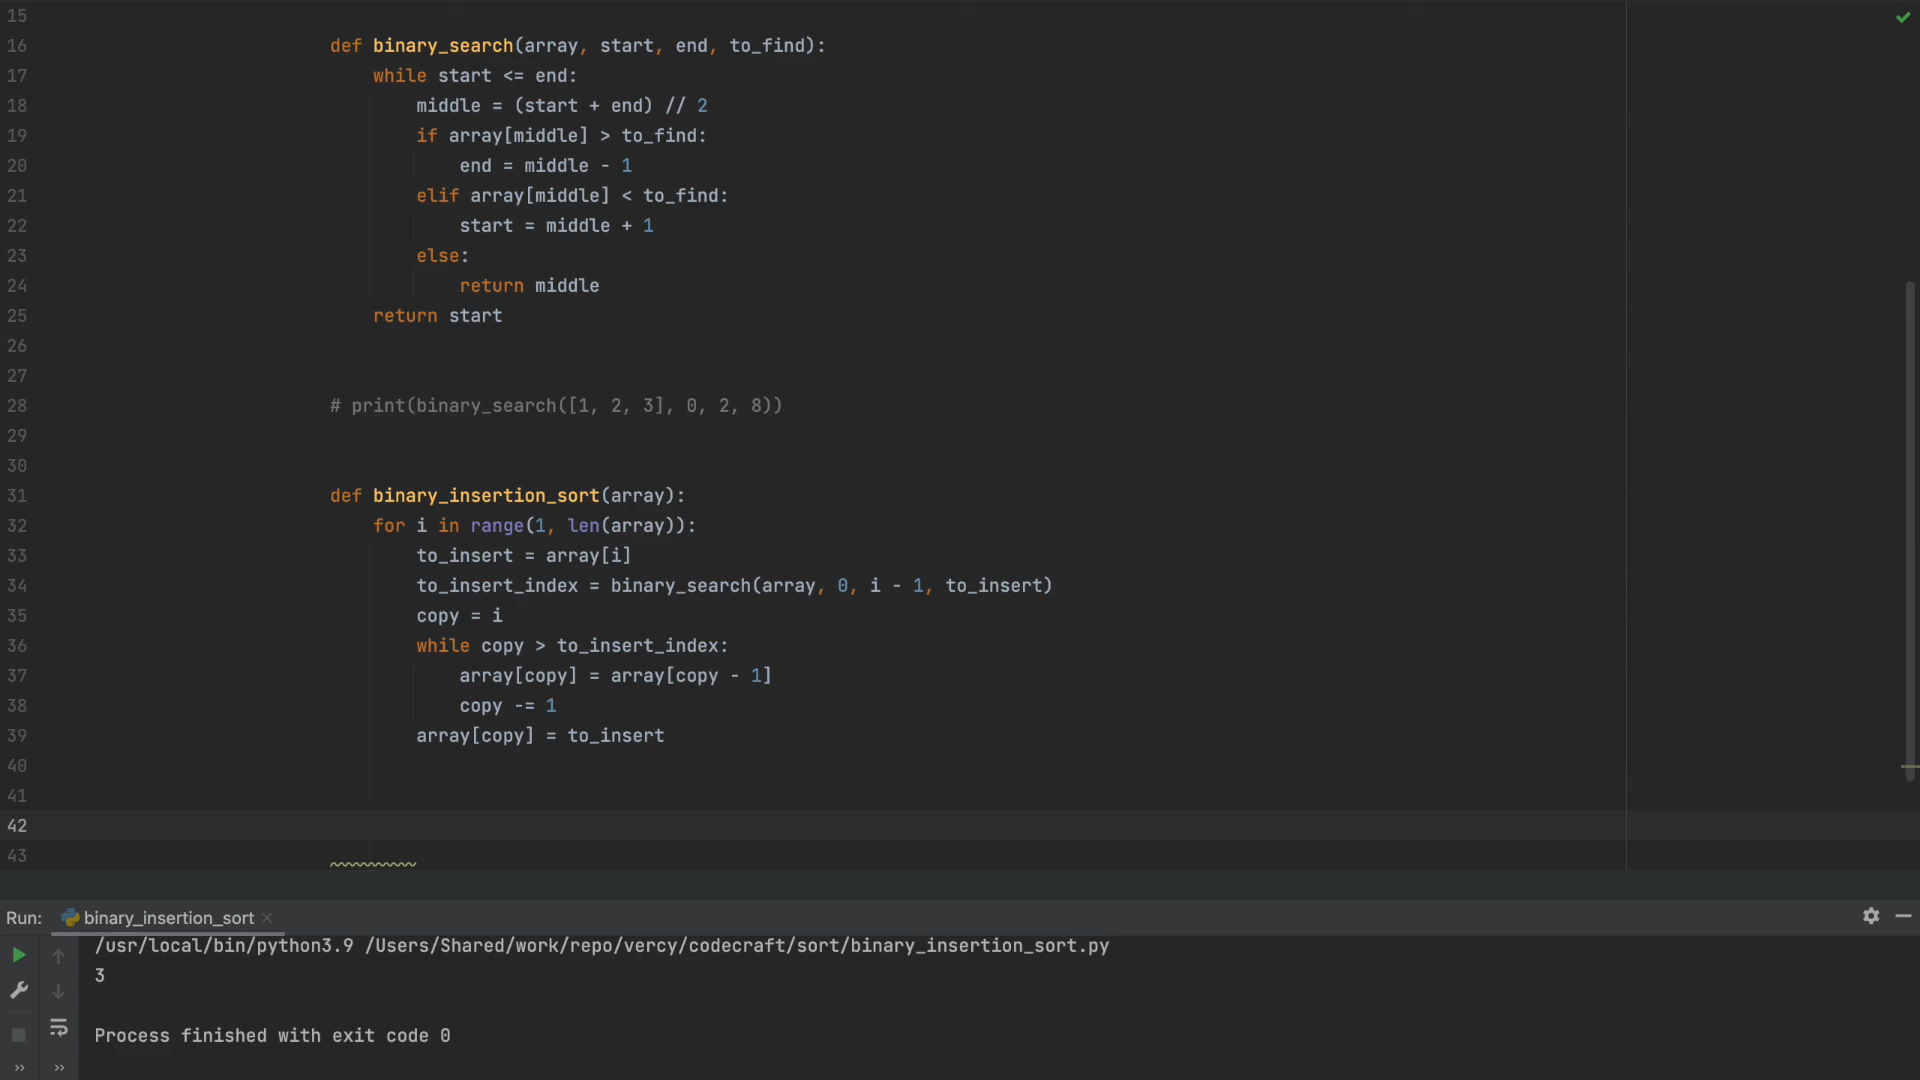 15
16 def binary_search(array, start, end, to_find):
17     while start <= end:
18         middle = (start + end) // 2
19         if array[middle] > to_find:
20             end = middle - 1
21         elif array[middle] < to_find:
22             start = middle + 1
23         else:
24             return middle
25     return start
26
27
28 # print(binary_search([1, 2, 3], 0, 2, 8))
29
30
31 def binary_insertion_sort(array):
32     for i in range(1, len(array)):
33         to_insert = array[i]
34         to_insert_index = binary_search(array, 0, i - 1, to_insert)
35         copy = i
36         while copy > to_insert_index:
37             array[copy] = array[copy - 1]
38             copy -= 1
39         array[copy] = to_insert
40
41
42
43
Run: binary_insertion_sort
/usr/local/bin/python3.9 /Users/Shared/work/repo/vercy/codecraft/sort/binary_insertion_sort.py
3
Process finished with exit code 0